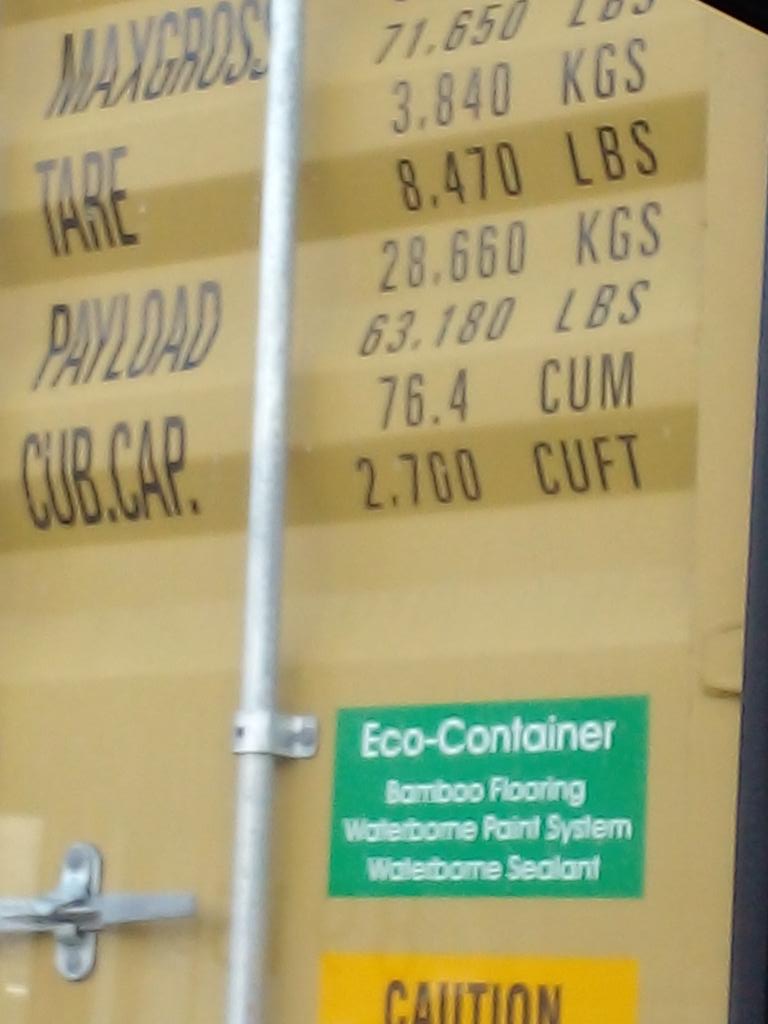 MAXGROSS 71.650 LBS
TARE 3.840 KGS
8.470 LBS
PAYLOAD 28.660 KGS
63.180 LBS
CUB.CAP. 76.4 CUM
2.700 CUFT
Eco-Container
Bamboo Flooring
Waterborne Paint System
Waterborne Sealant
CAUTION